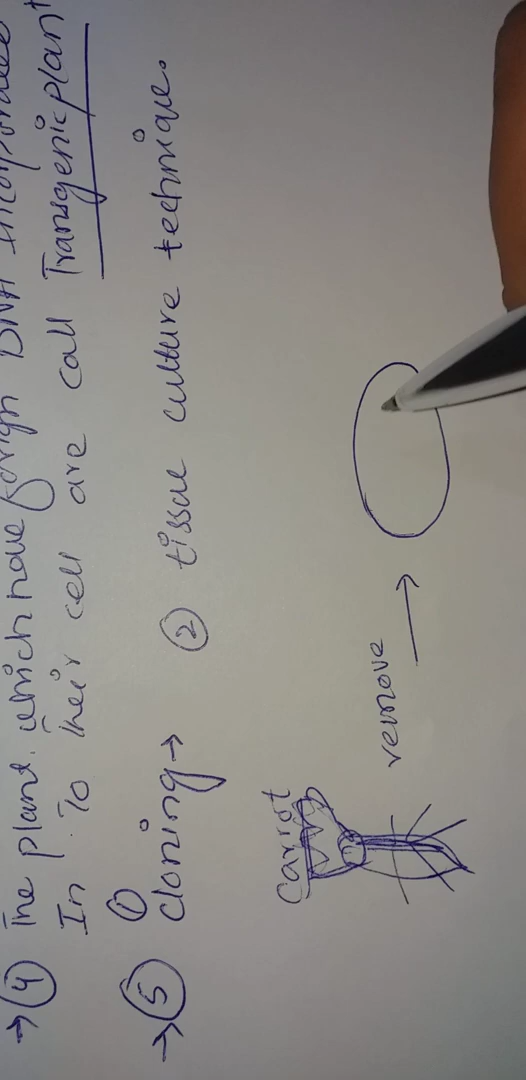 → (4) The plant. which have forign DNA
In To Their cell are call Transgenic plant
→ (5) ① Cloning → ② tissue culture technique.
Carrot
remove →